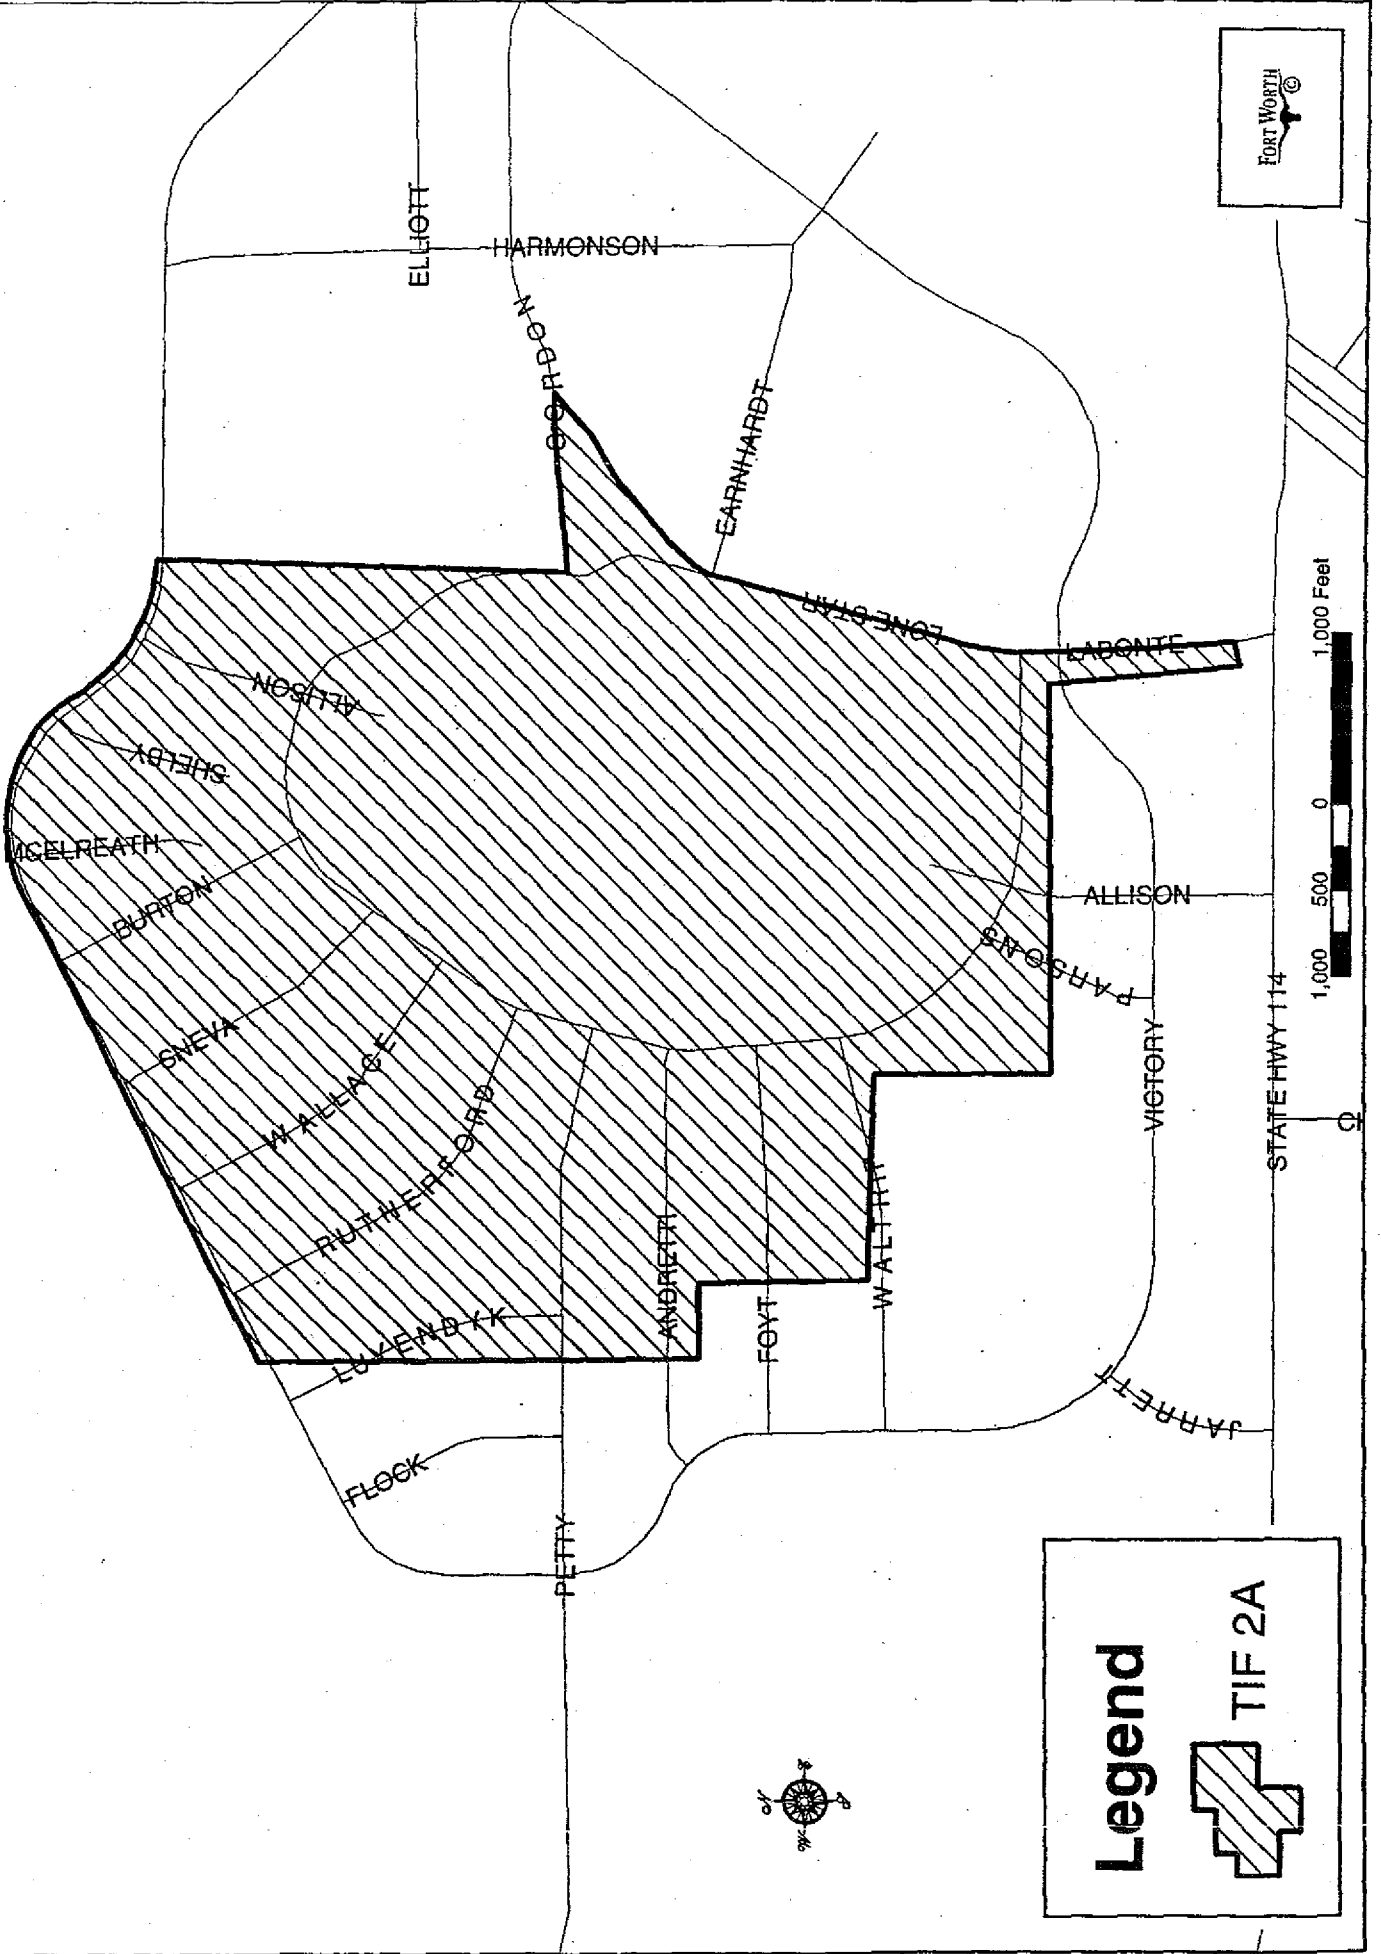 FORT WORTH
©
ELLIOTT
HARMONSON
GORDON
EARNHARDT
LONE STAR
LABONTE
ALLISON
SHELBY
MCELREATH
BURTON
SNEVA
WALLACE
RUTHERFORD
LUYENDYK
FLOCK
PETTY
ANDRETTI
FOYT
WALTRIP
PARSONS
ALLISON
VICTORY
JARRETT
STATE HWY 114
1,000 500 0 1,000 Feet
N
W
E
S
Legend
TIF 2A